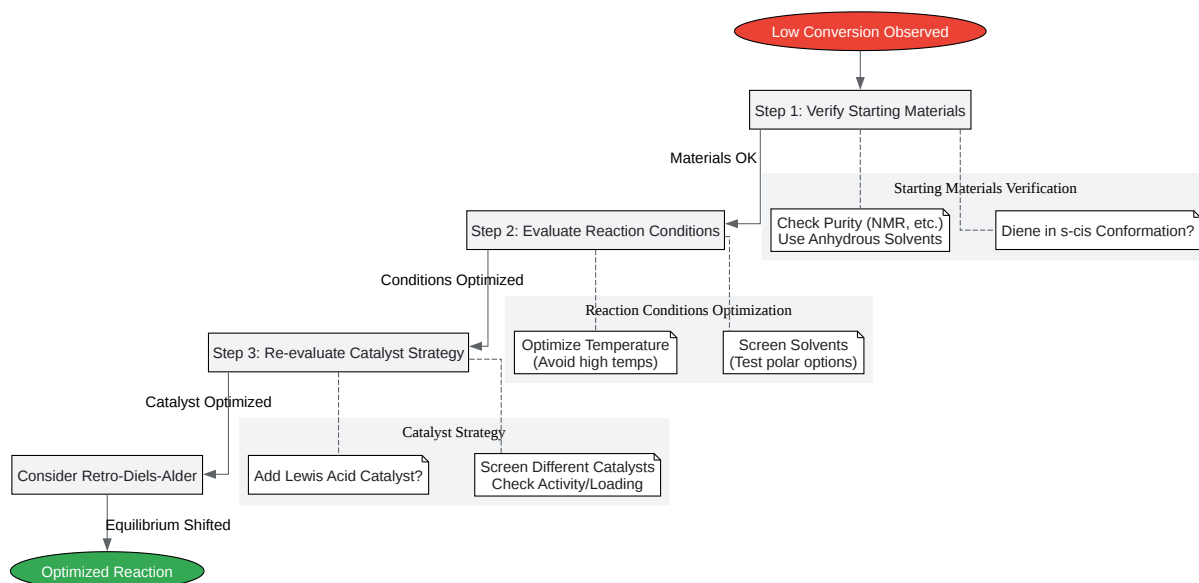 Low Conversion Observed
Step 1: Verify Starting Materials
Materials OK
Starting Materials Verification
Check Purity (NMR, etc.)
Use Anhydrous Solvents
Diene in s-cis Conformation?
Step 2: Evaluate Reaction Conditions
Conditions Optimized
Reaction Conditions Optimization
Optimize Temperature
(Avoid high temps)
Screen Solvents
(Test polar options)
Step 3: Re-evaluate Catalyst Strategy
Catalyst Optimized
Catalyst Strategy
Add Lewis Acid Catalyst?
Screen Different Catalysts
Check Activity/Loading
Consider Retro-Diels-Alder
Equilibrium Shifted
Optimized Reaction